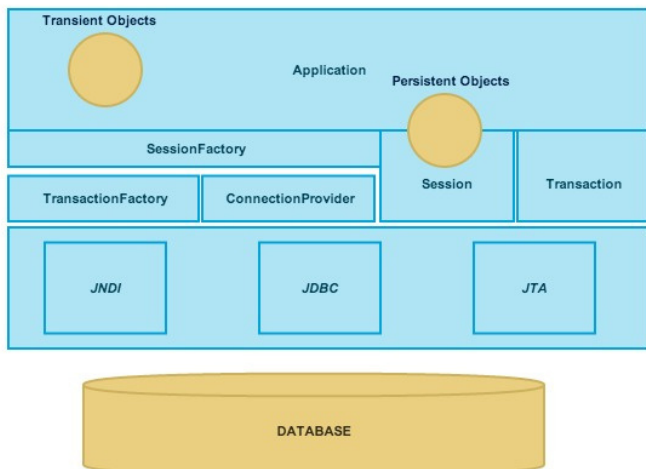 Transient Objects
Application
Persistent Objects
SessionFactory
TransactionFactory
ConnectionProvider
Session
Transaction
JNDI
JDBC
JTA
DATABASE